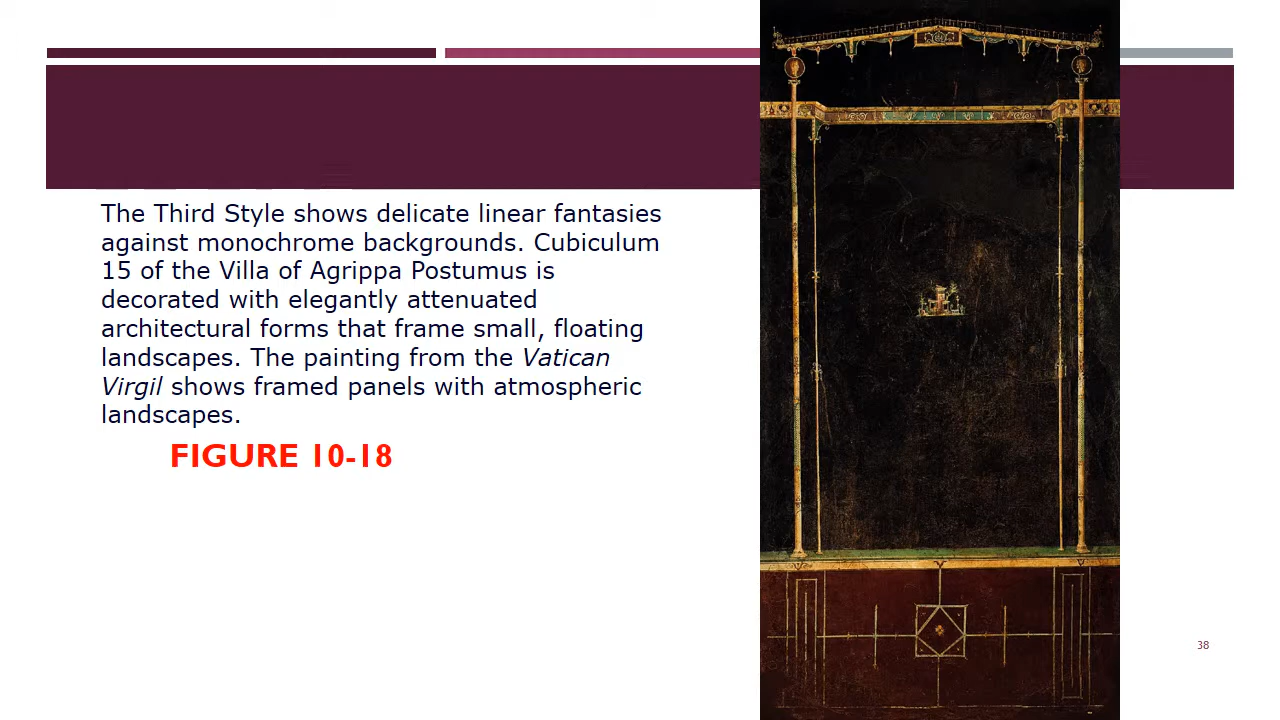 The Third Style shows delicate linear fantasies
against monochrome backgrounds. Cubiculum
15 of the Villa of Agrippa Postumus is
decorated with elegantly attenuated
architectural forms that frame small, floating
landscapes. The painting from the Vatican
Virgil shows framed panels with atmospheric
landscapes.
FIGURE 10-18
38